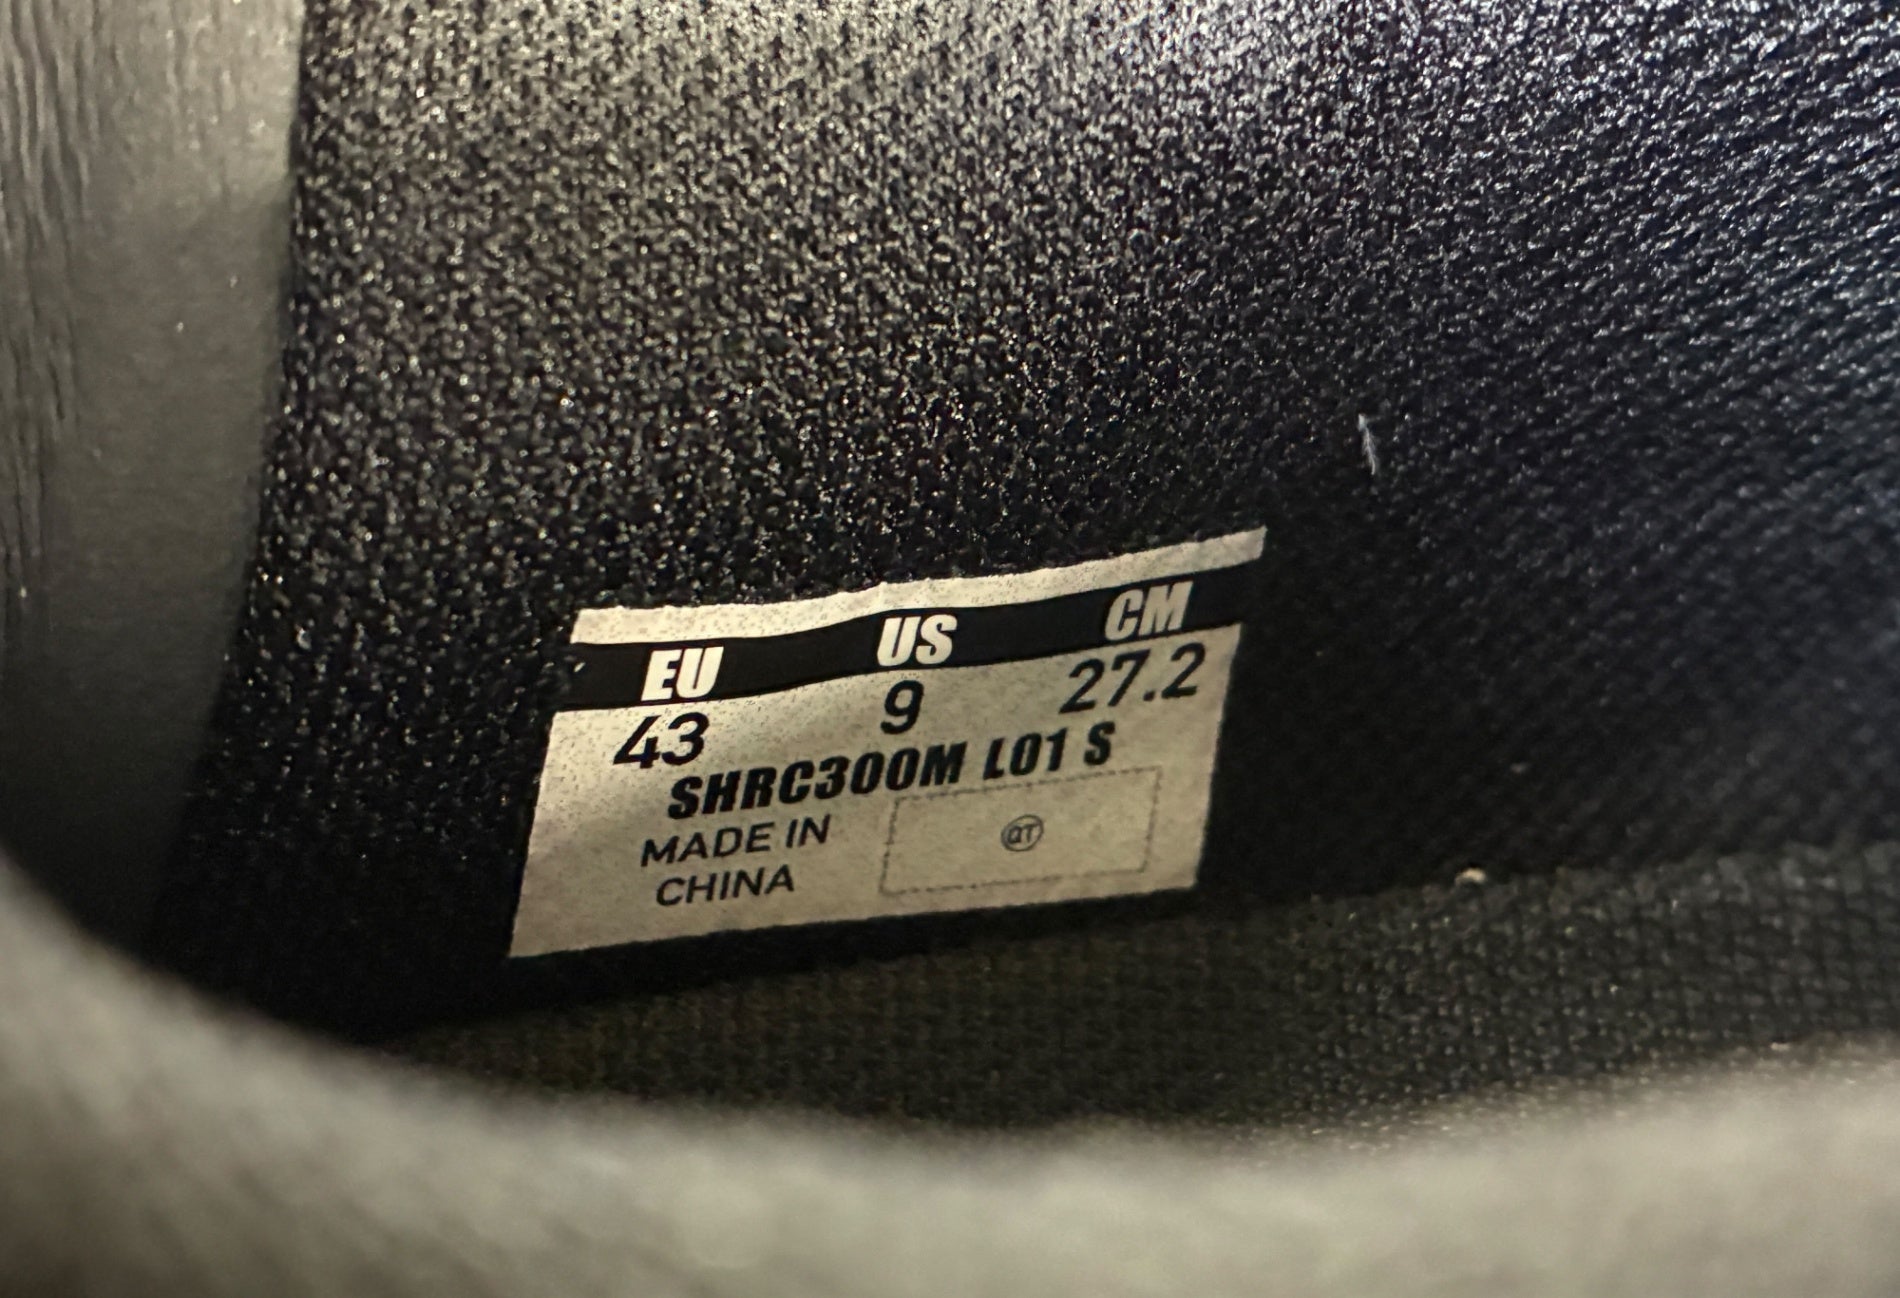 EU US CM
43 9 27.2
SHRC300M L01 S
MADE IN
CHINA
QT